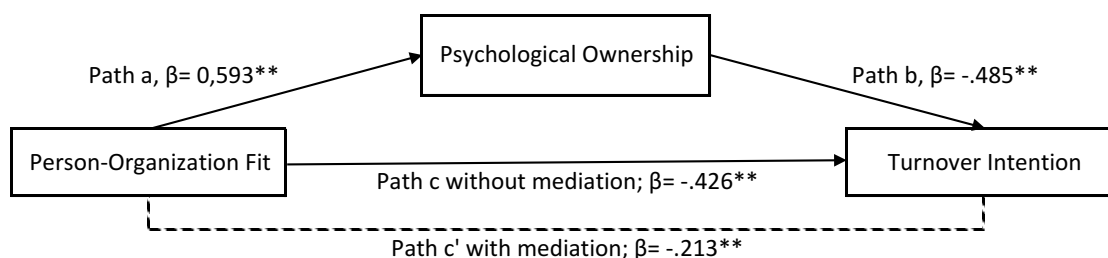 Psychological Ownership
Path a, β= 0,593**
Path b, β= -.485**
Person-Organization Fit
Turnover Intention
Path c without mediation; β= -.426**
Path c' with mediation; β= -.213**